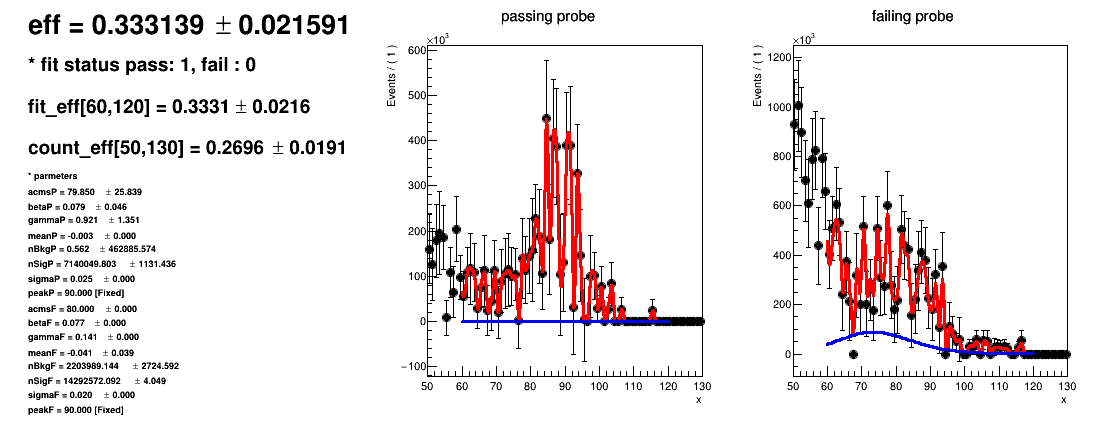 eff = 0.333139 ± 0.021591
* fit status pass: 1, fail : 0
fit_eff[60,120] = 0.3331 ± 0.0216
count_eff[50,130] = 0.2696 ± 0.0191
* parmeters
acmsP = 79.850 ± 25.839
betaP = 0.079 ± 0.046
gammaP = 0.921 ± 1.351
meanP = -0.003 ± 0.000
nBkgP = 0.562 ± 462885.574
nSigP = 7140049.803 ± 1131.436
sigmaP = 0.025 ± 0.000
peakP = 90.000 [Fixed]
acmsF = 80.000 ± 0.000
betaF = 0.077 ± 0.000
gammaF = 0.141 ± 0.000
meanF = -0.041 ± 0.039
nBkgF = 2203989.144 ± 2724.592
nSigF = 14292572.092 ± 4.049
sigmaF = 0.020 ± 0.000
peakF = 90.000 [Fixed]
passing probe
×10³
Events / ( 1 )
600
500
400
300
200
100
0
−100
50 60 70 80 90 100 110 120 130
x
failing probe
×10³
Events / ( 1 )
1200
1000
800
600
400
200
0
50 60 70 80 90 100 110 120 130
x